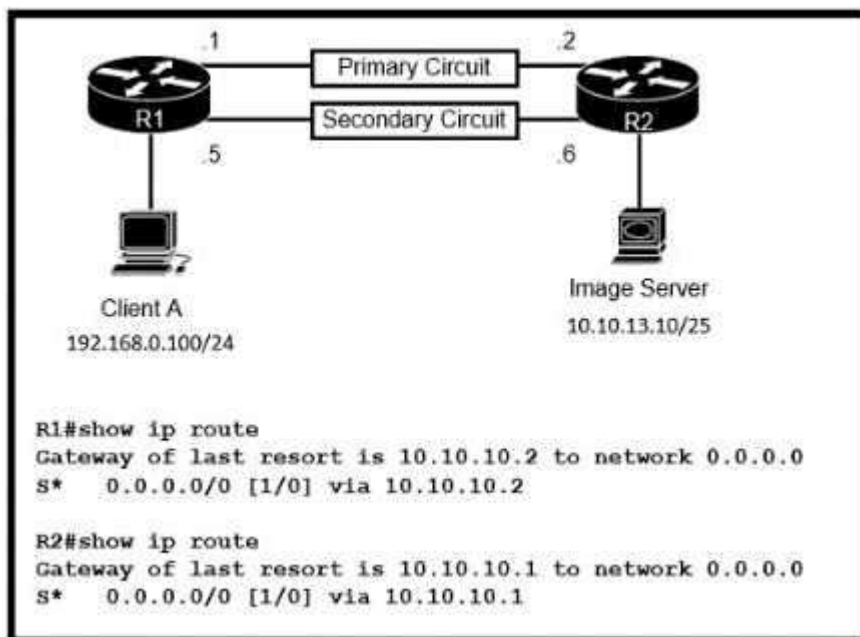 .1
.2
Primary Circuit
R1
Secondary Circuit
R2
.5
.6
?
Client A
192.168.0.100/24
Image Server
10.10.13.10/25
R1#show ip route
Gateway of last resort is 10.10.10.2 to network 0.0.0.0
S* 0.0.0.0/0 [1/0] via 10.10.10.2
R2#show ip route
Gateway of last resort is 10.10.10.1 to network 0.0.0.0
S* 0.0.0.0/0 [1/0] via 10.10.10.1